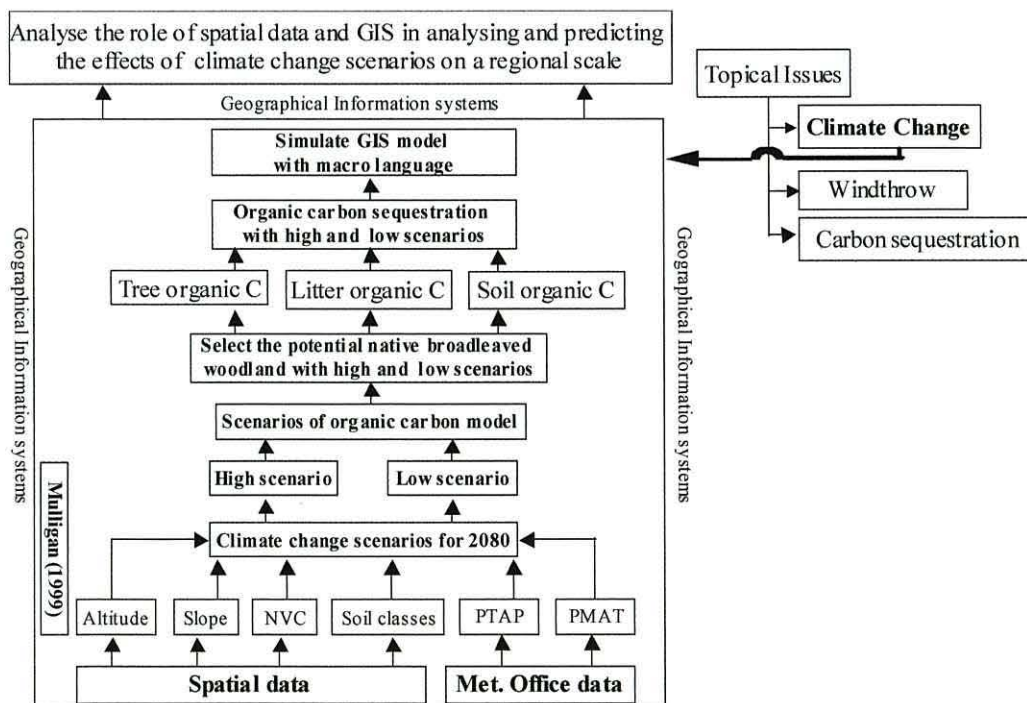 Analyse the role of spatial data and GIS in analysing and predicting
the effects of climate change scenarios on a regional scale
Topical Issues
Climate Change
Windthrow
Carbon sequestration
Geographical Information systems
Geographical Information systems
Geographical Information systems
Simulate GIS model
with macro language
Organic carbon sequestration
with high and low scenarios
Tree organic C
Litter organic C
Soil organic C
Select the potential native broadleaved
woodland with high and low scenarios
Scenarios of organic carbon model
High scenario
Low scenario
Mulligan (1999)
Climate change scenarios for 2080
Altitude
Slope
NVC
Soil classes
PTAP
PMAT
Spatial data
Met. Office data